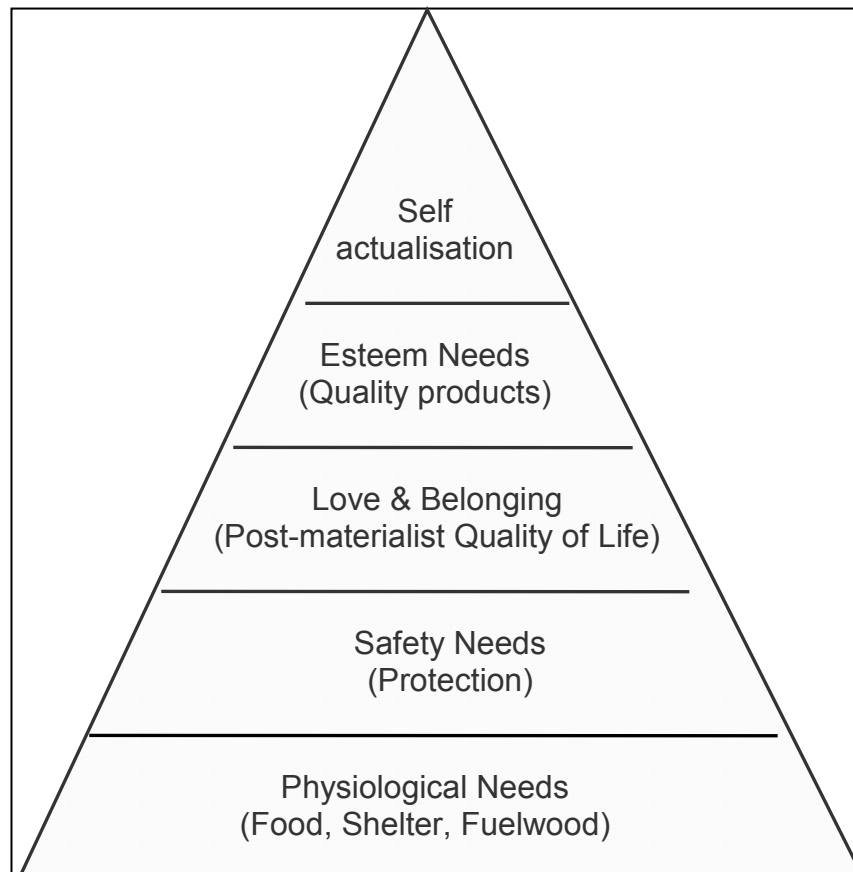 Self
actualisation
Esteem Needs
(Quality products)
Love & Belonging
(Post-materialist Quality of Life)
Safety Needs
(Protection)
Physiological Needs
(Food, Shelter, Fuelwood)